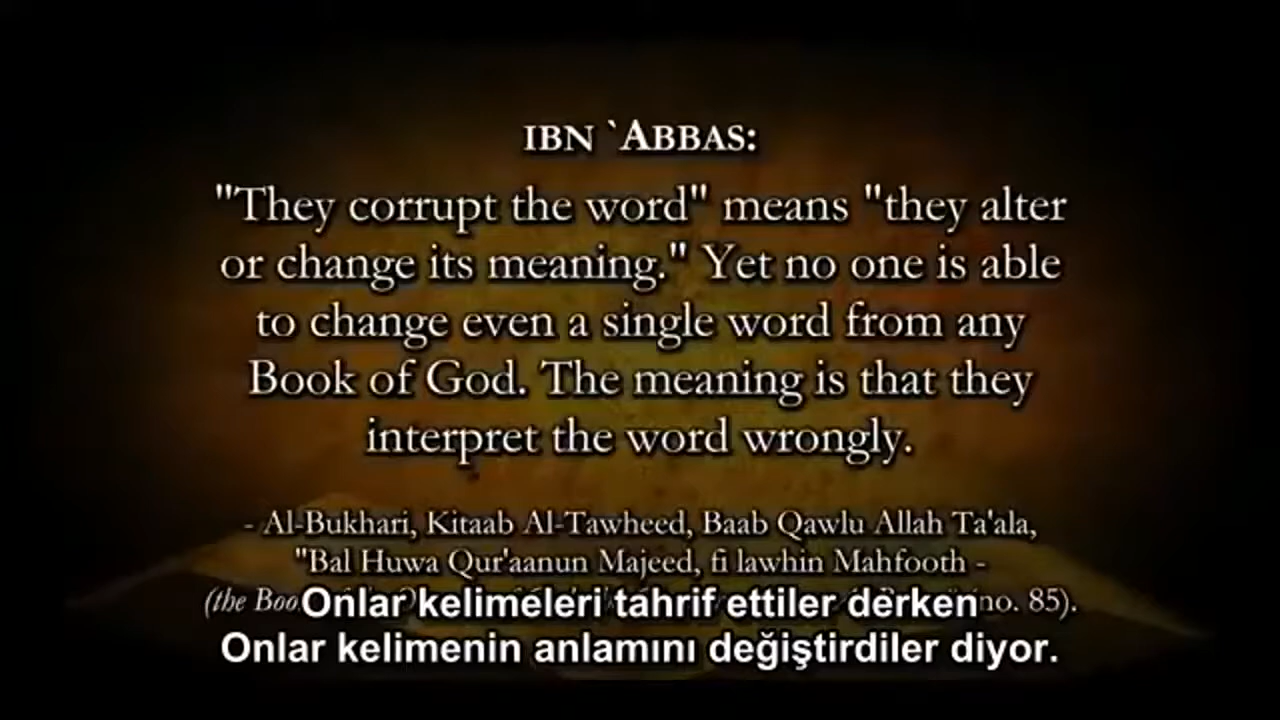 IBN `ABBAS:
"They corrupt the word" means "they alter
or change its meaning." Yet no one is able
to change even a single word from any
Book of God. The meaning is that they
interpret the word wrongly.
- Al-Bukhari, Kitaab Al-Tawheed, Baab Qawlu Allah Ta'ala,
"Bal Huwa Qur'aanun Majeed, fi lawhin Mahfooth -
(the no. 85).
Onlar kelimeleri tahrif ettiler derken
Onlar kelimenin anlamını değiştirdiler diyor.